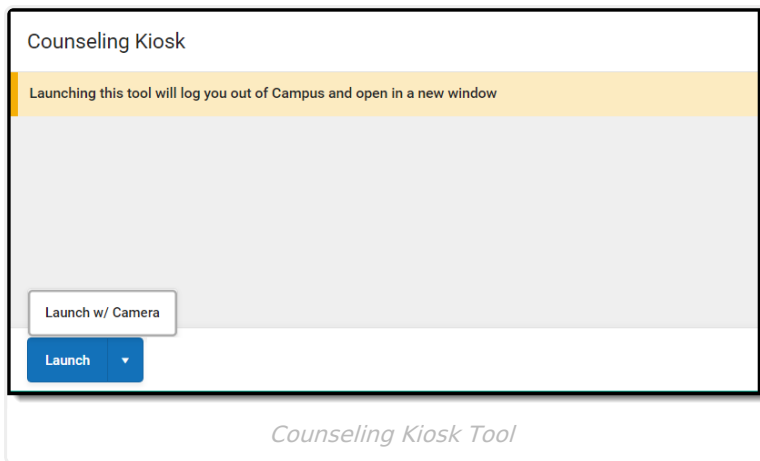 Counseling Kiosk
Launching this tool will log you out of Campus and open in a new window
Launch w/ Camera
Launch
Counseling Kiosk Tool